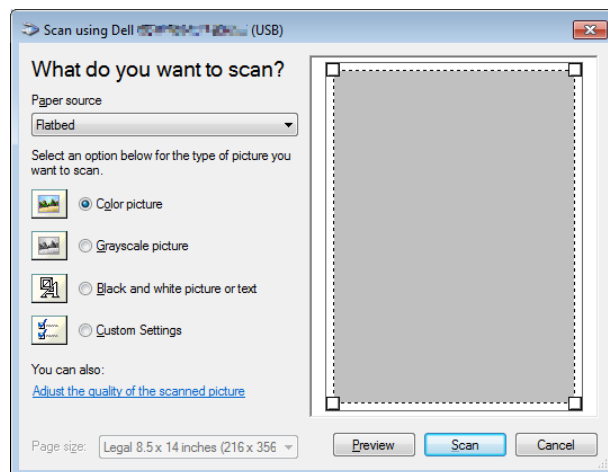 Scan using Dell (USB)
What do you want to scan?
Paper source
Flatbed
Select an option below for the type of picture you
want to scan.
Color picture
Grayscale picture
Black and white picture or text
Custom Settings
You can also:
Adjust the quality of the scanned picture
Page size: Legal 8.5 x 14 inches (216 x 356
Preview Scan Cancel